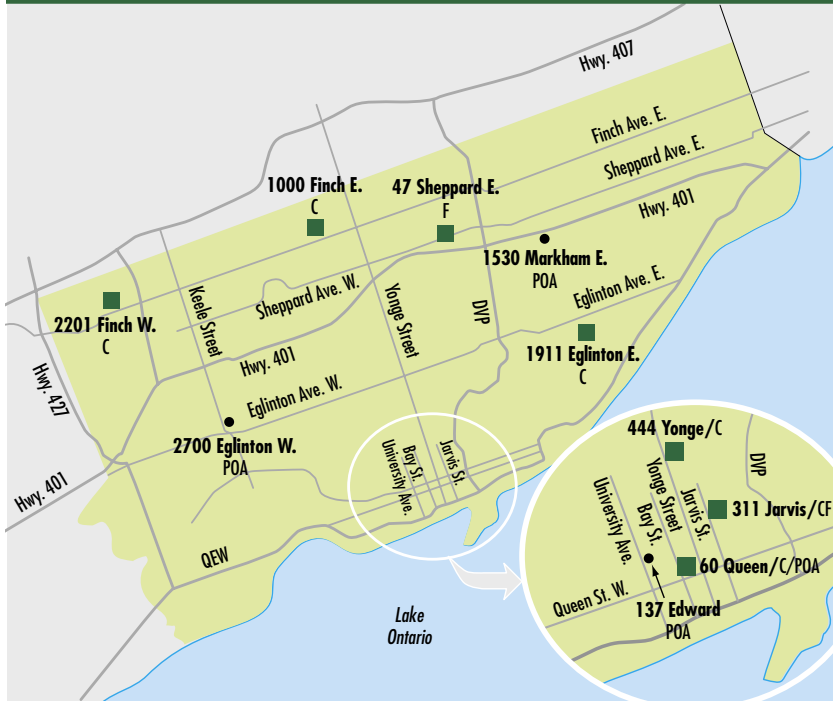 Hwy. 407
Finch Ave. E.
Sheppard Ave. E.
1000 Finch E.
C
47 Sheppard E.
F
Hwy. 401
1530 Markham E.
POA
Keele Street
Sheppard Ave. W.
Yonge Street
DVP
Eglinton Ave. E.
2201 Finch W.
C
1911 Eglinton E.
C
Hwy. 427
Hwy. 401
Eglinton Ave. W.
2700 Eglinton W.
POA
Hwy. 401
QEW
University Ave.
Bay St.
Jarvis St.
Lake
Ontario
444 Yonge/C
DVP
University Ave.
Bay St.
Yonge Street
Jarvis St.
311 Jarvis/CF
60 Queen/C/POA
Queen St. W.
137 Edward
POA